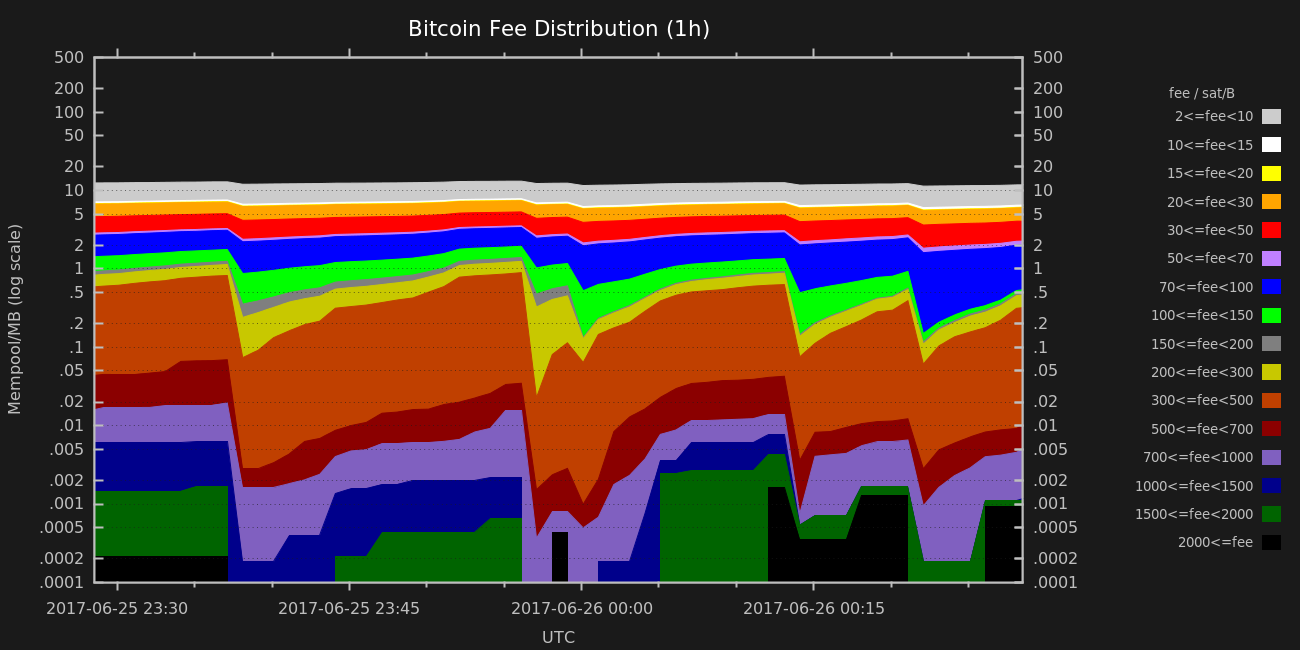 Bitcoin Fee Distribution (1h)
500 500
200 200
100 100
50 50
20 20
10 10
5 5
2 2
1 1
.5 .5
.2 .2
.1 .1
.05 .05
.02 .02
.01 .01
.005 .005
.002 .002
.001 .001
.0005 .0005
.0002 .0002
.0001 .0001
Mempool/MB (log scale)
2017-06-25 23:30 2017-06-25 23:45 2017-06-26 00:00 2017-06-26 00:15
UTC
fee / sat/B
2<=fee<10
10<=fee<15
15<=fee<20
20<=fee<30
30<=fee<50
50<=fee<70
70<=fee<100
100<=fee<150
150<=fee<200
200<=fee<300
300<=fee<500
500<=fee<700
700<=fee<1000
1000<=fee<1500
1500<=fee<2000
2000<=fee